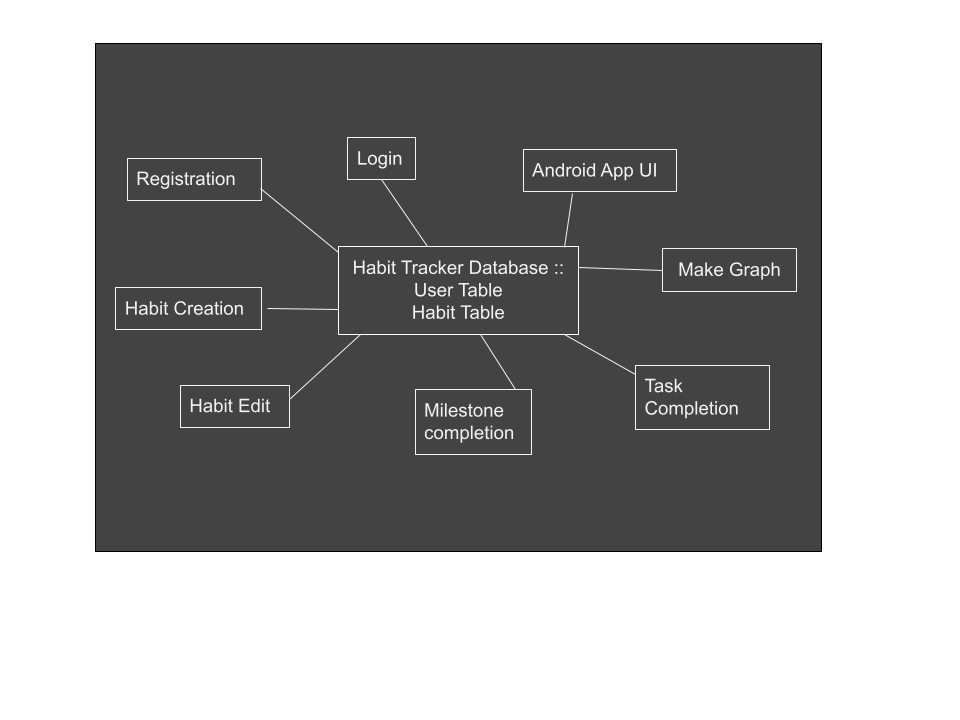 Login
Registration
Android App UI
Habit Tracker Database ::
User Table
Habit Table
Make Graph
Habit Creation
Habit Edit
Milestone
completion
Task
Completion